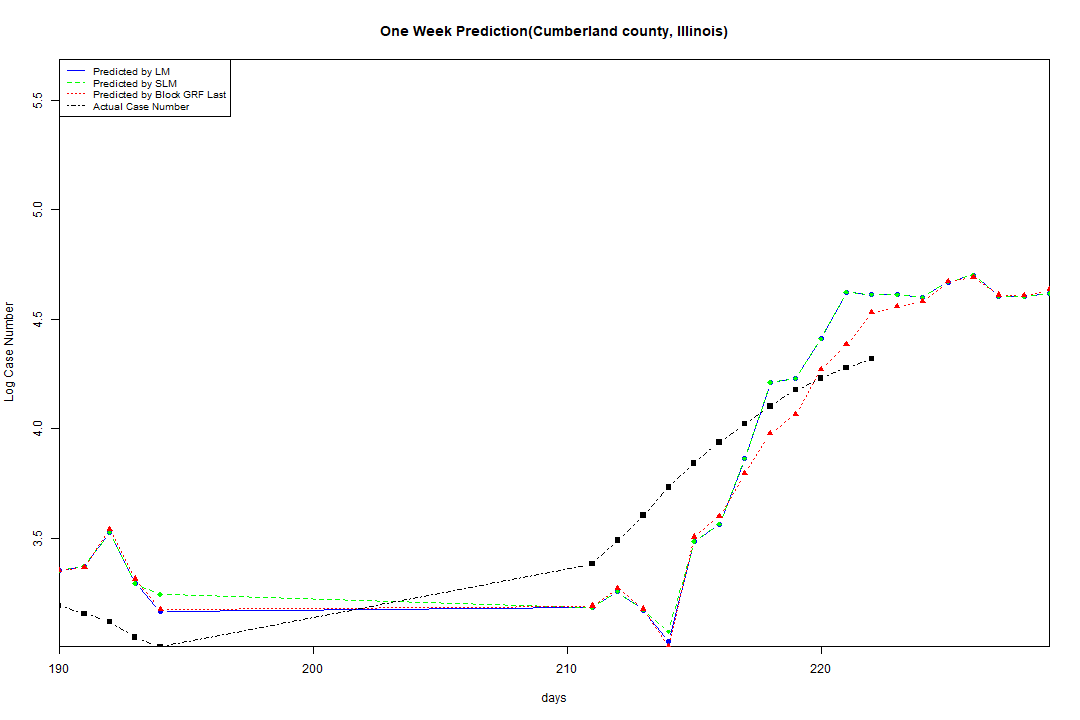 One Week Prediction(Cumberland county, Illinois)
Predicted by LM
Predicted by SLM
Predicted by Block GRF Last
Actual Case Number
5.5
5.0
4.5
4.0
3.5
Log Case Number
190 200 210 220
days